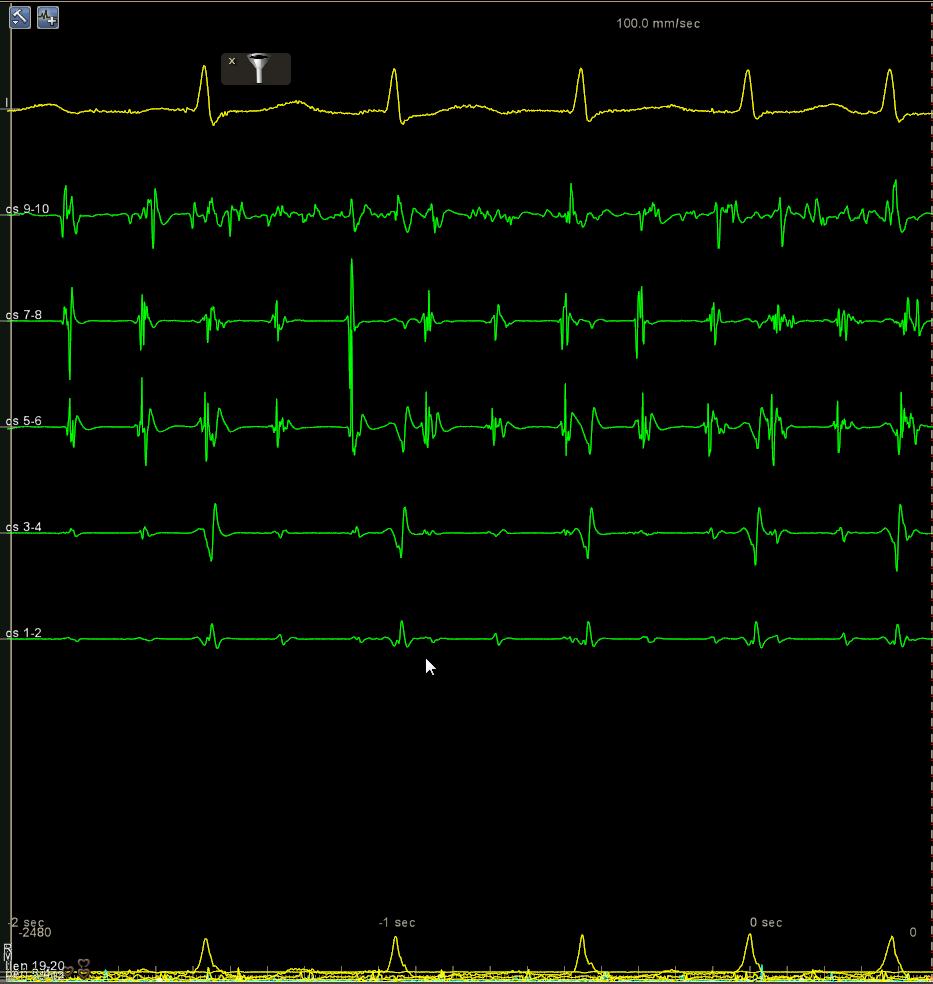 100.0 mm/sec
x
I
cs 9-10
cs 7-8
cs 5-6
cs 3-4
cs 1-2
-2 sec
-1 sec
0 sec
-2480
0
19,20